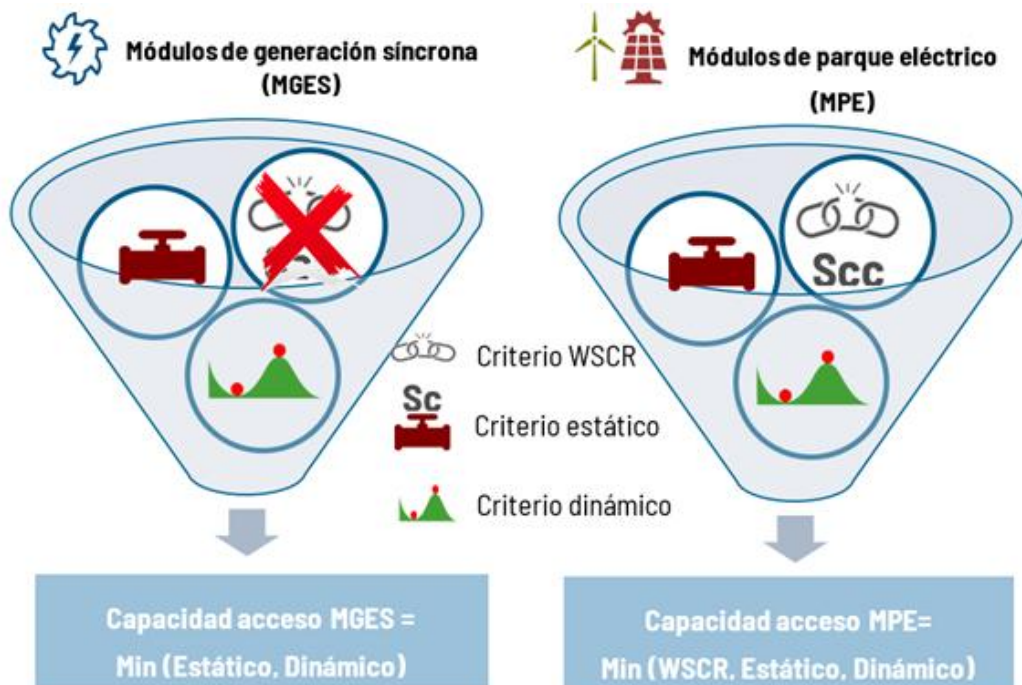 Módulos de generación síncrona
(MGES)
Módulos de parque eléctrico
(MPE)
Scc
Criterio WSCR
Sc
Criterio estático
Criterio dinámico
Capacidad acceso MGES =
Min (Estático, Dinámico)
Capacidad acceso MPE=
Min (WSCR, Estático, Dinámico)